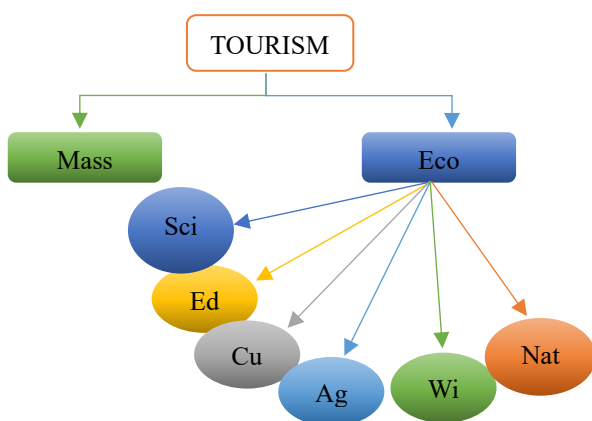 TOURISM
Mass
Eco
Sci
Ed
Cu
Ag
Wi
Nat